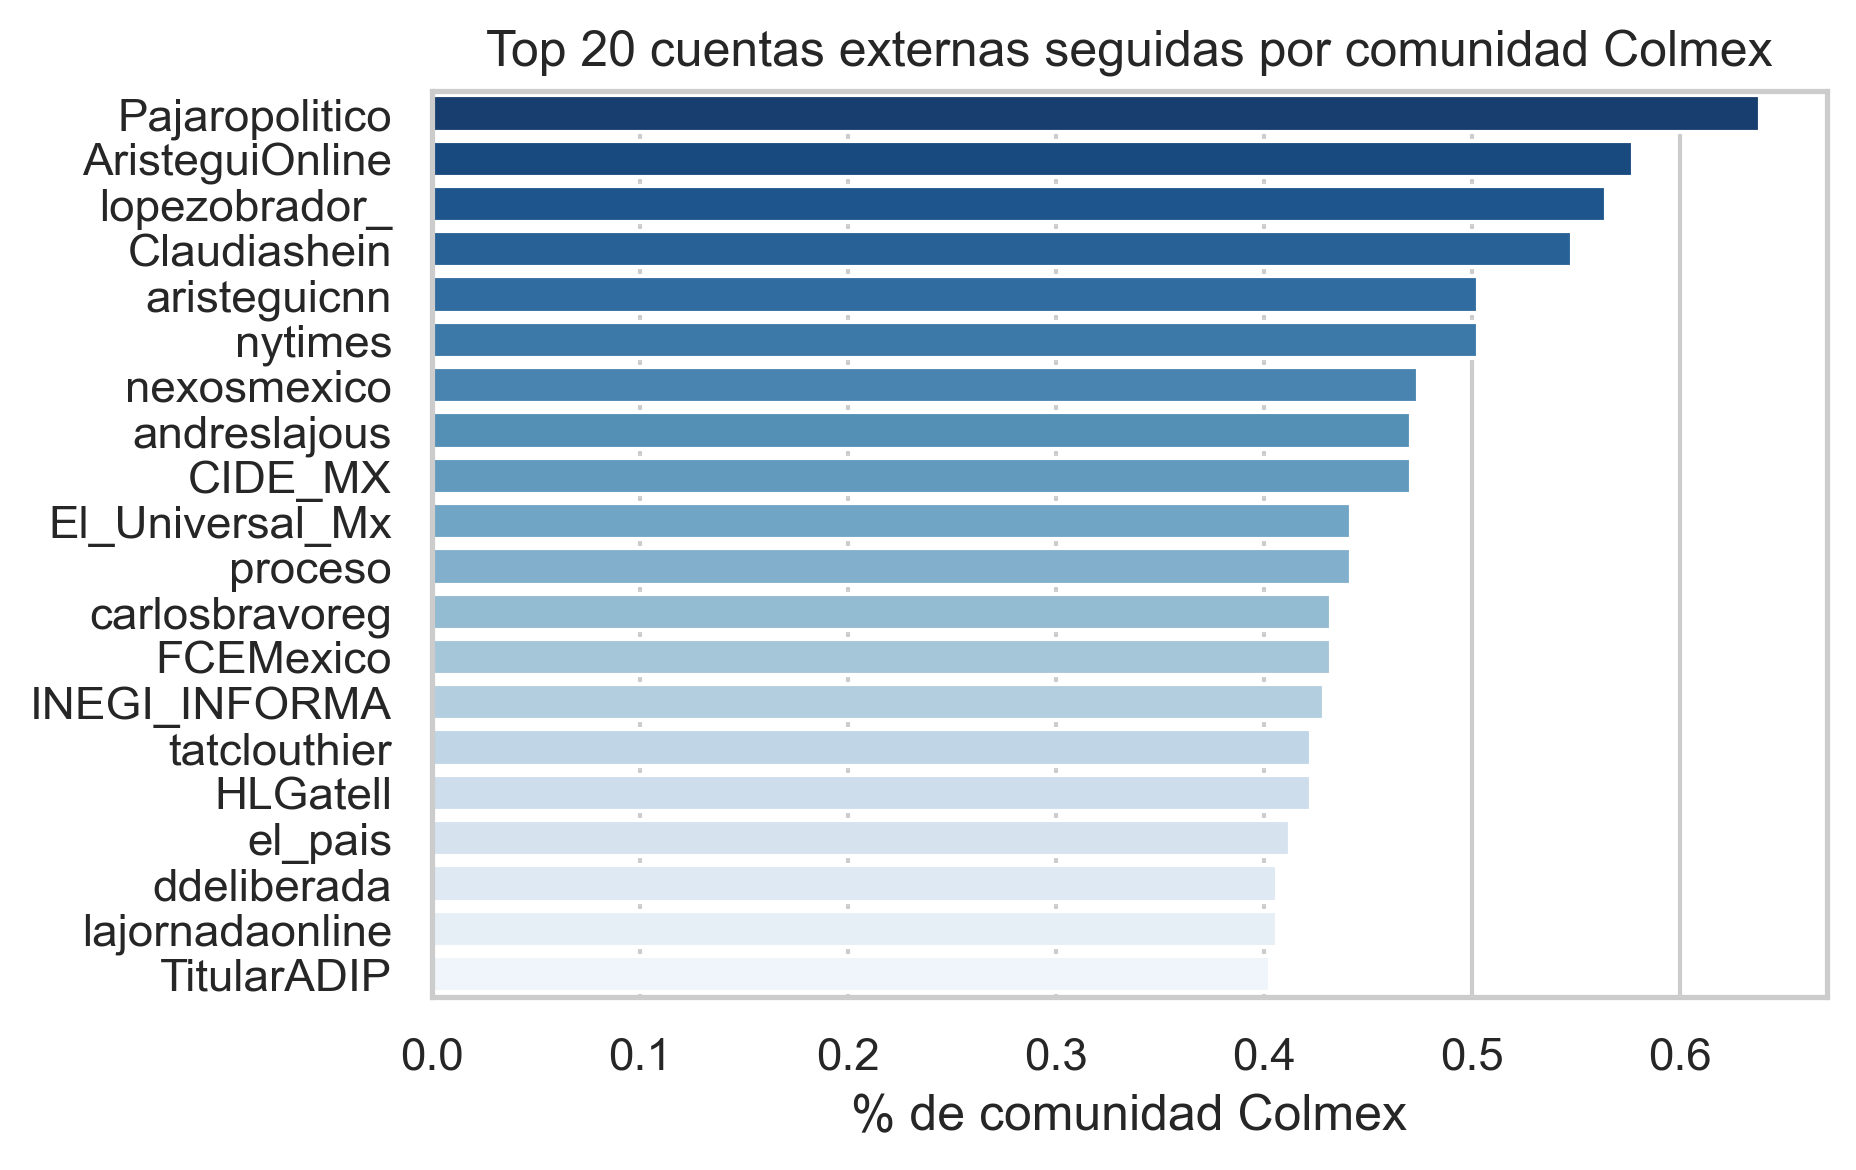 Top 20 cuentas externas seguidas por comunidad Colmex
Pajaropolitico
AristeguiOnline
lopezobrador_
Claudiashein
aristeguicnn
nytimes
nexosmexico
andreslajous
CIDE_MX
El_Universal_Mx
proceso
carlosbravoreg
FCEMexico
INEGI_INFORMA
tatclouthier
HLGatell
el_pais
ddeliberada
lajornadaonline
TitularADIP
0.0 0.1 0.2 0.3 0.4 0.5 0.6
% de comunidad Colmex